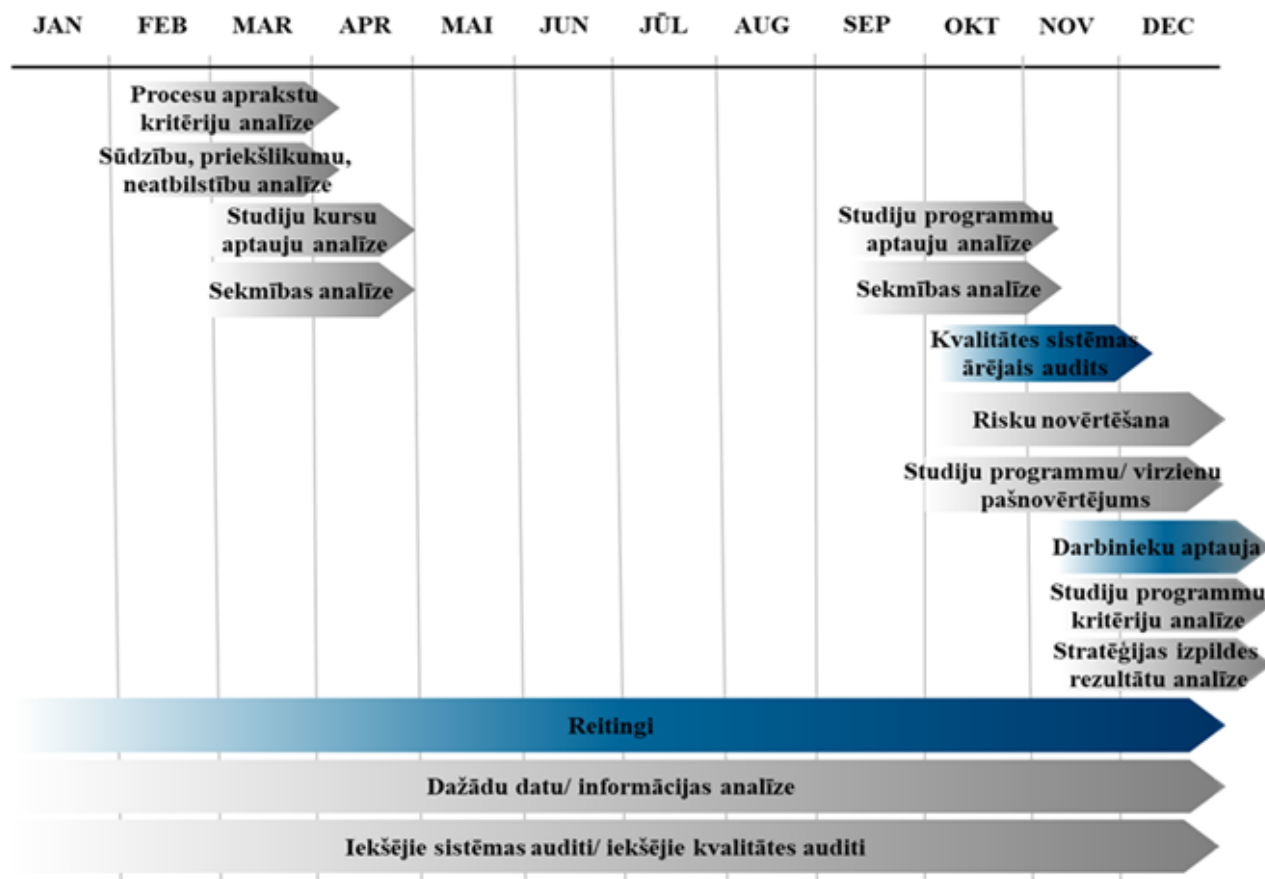 JAN FEB MAR APR MAI JUN JŪL AUG SEP OKT NOV DEC
Procesu aprakstu
kritēriju analīze
Sūdzību, priekšlikumu,
neatbilstību analīze
Studiju kursu
aptauju analīze
Studiju programmu
aptauju analīze
Sekmības analīze
Sekmības analīze
Kvalitātes sistēmas
ārējais audits
Risku novērtēšana
Studiju programmu/ virzienu
pašnovērtējums
Darbinieku aptauja
Studiju programmu
kritēriju analīze
Stratēģijas izpildes
rezultātu analīze
Reitingi
Dažādu datu/ informācijas analīze
Iekšējie sistēmas auditi/ iekšējie kvalitātes auditi